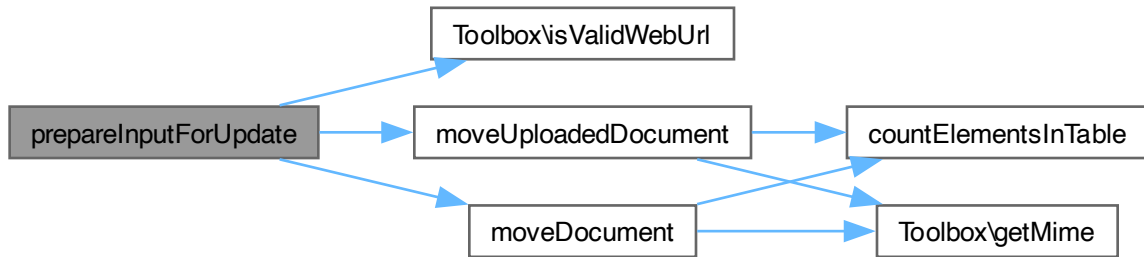 Toolbox\isValidWebUrl
prepareInputForUpdate
moveUploadedDocument
countElementsInTable
moveDocument
Toolbox\getMime